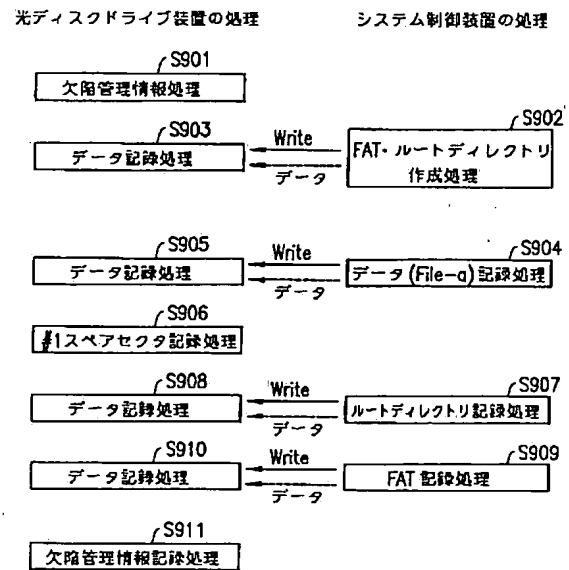 光ディスクドライブ装置の処理 システム制御装置の処理
S901
欠陥管理情報処理
S902
S903
Write
データ記録処理
FAT・ルートディレクトリ
作成処理
データ
S905
S904
Write
データ記録処理
データ(File-a)記録処理
データ
S906
#1スペアセクタ記録処理
S908
S907
Write
データ記録処理
ルートディレクトリ記録処理
データ
S910
S909
Write
データ記録処理
FAT 記録処理
データ
S911
欠陥管理情報記録処理